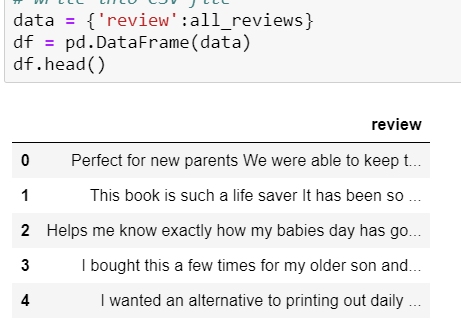 # Write into CSV file
data = {'review':all_reviews}
df = pd.DataFrame(data)
df.head()
review
0 Perfect for new parents We were able to keep t...
1 This book is such a life saver It has been so ...
2 Helps me know exactly how my babies day has go...
3 I bought this a few times for my older son and...
4 I wanted an alternative to printing out daily ...